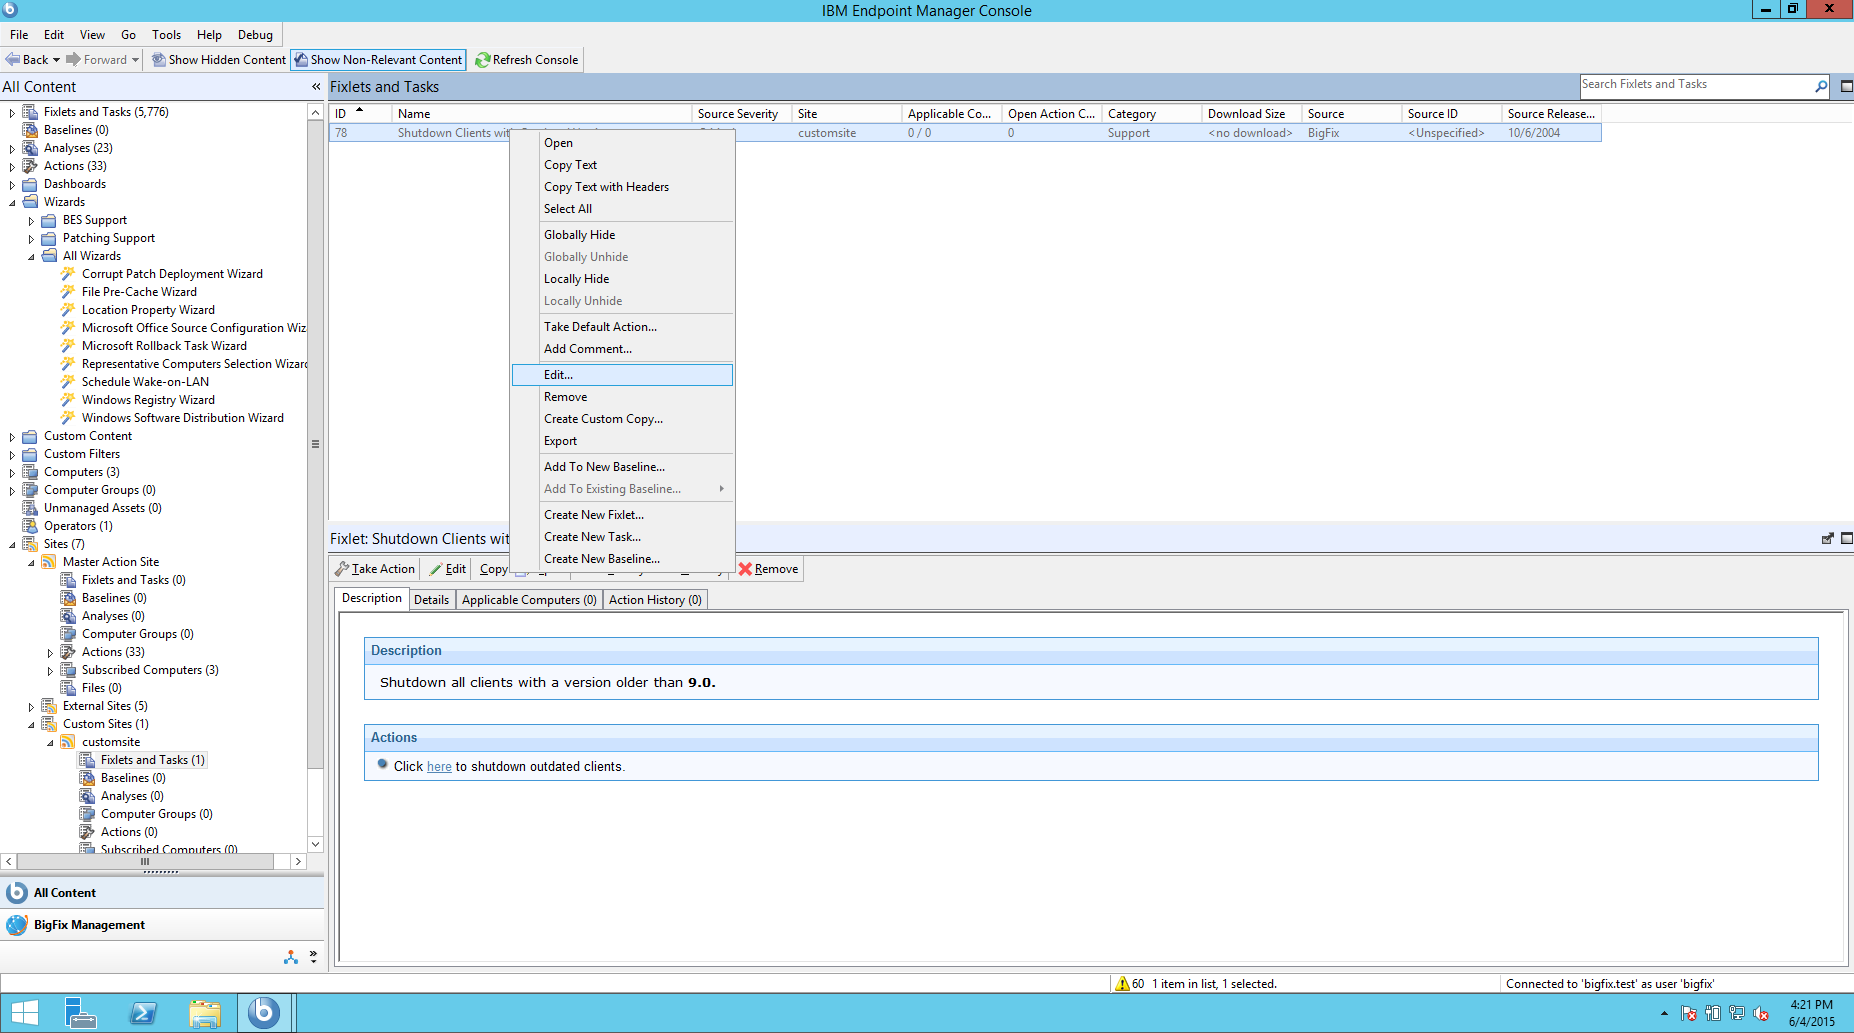 IBM Endpoint Manager Console
File Edit View Go Tools Help Debug
Back Forward Show Hidden Content Show Non-Relevant Content Refresh Console
All Content «
Fixlets and Tasks (5,776)
Baselines (0)
Analyses (23)
Actions (33)
Dashboards
Wizards
BES Support
Patching Support
All Wizards
Corrupt Patch Deployment Wizard
File Pre-Cache Wizard
Location Property Wizard
Microsoft Office Source Configuration Wiz
Microsoft Rollback Task Wizard
Representative Computers Selection Wizard
Schedule Wake-on-LAN
Windows Registry Wizard
Windows Software Distribution Wizard
Custom Content
Custom Filters
Computers (3)
Computer Groups (0)
Unmanaged Assets (0)
Operators (1)
Sites (7)
Master Action Site
Fixlets and Tasks (0)
Baselines (0)
Analyses (0)
Computer Groups (0)
Actions (33)
Subscribed Computers (3)
Files (0)
External Sites (5)
Custom Sites (1)
customsite
Fixlets and Tasks (1)
Baselines (0)
Analyses (0)
Computer Groups (0)
Actions (0)
Subscribed Computers (0)
All Content
BigFix Management
Fixlets and Tasks
Search Fixlets and Tasks
ID Name Source Severity Site Applicable Co... Open Action C... Category Download Size Source Source ID Source Release...
78 Shutdown Clients with customsite 0 / 0 0 Support <no download> BigFix <Unspecified> 10/6/2004
Open
Copy Text
Copy Text with Headers
Select All
Globally Hide
Globally Unhide
Locally Hide
Locally Unhide
Take Default Action...
Add Comment...
Edit...
Remove
Create Custom Copy...
Export
Add To New Baseline...
Add To Existing Baseline...
Create New Fixlet...
Create New Task...
Create New Baseline...
Fixlet: Shutdown Clients wit
Take Action Edit Copy Remove
Description Details Applicable Computers (0) Action History (0)
Description
Shutdown all clients with a version older than 9.0.
Actions
Click here to shutdown outdated clients.
60 1 item in list, 1 selected. Connected to 'bigfix.test' as user 'bigfix'
4:21 PM
6/4/2015